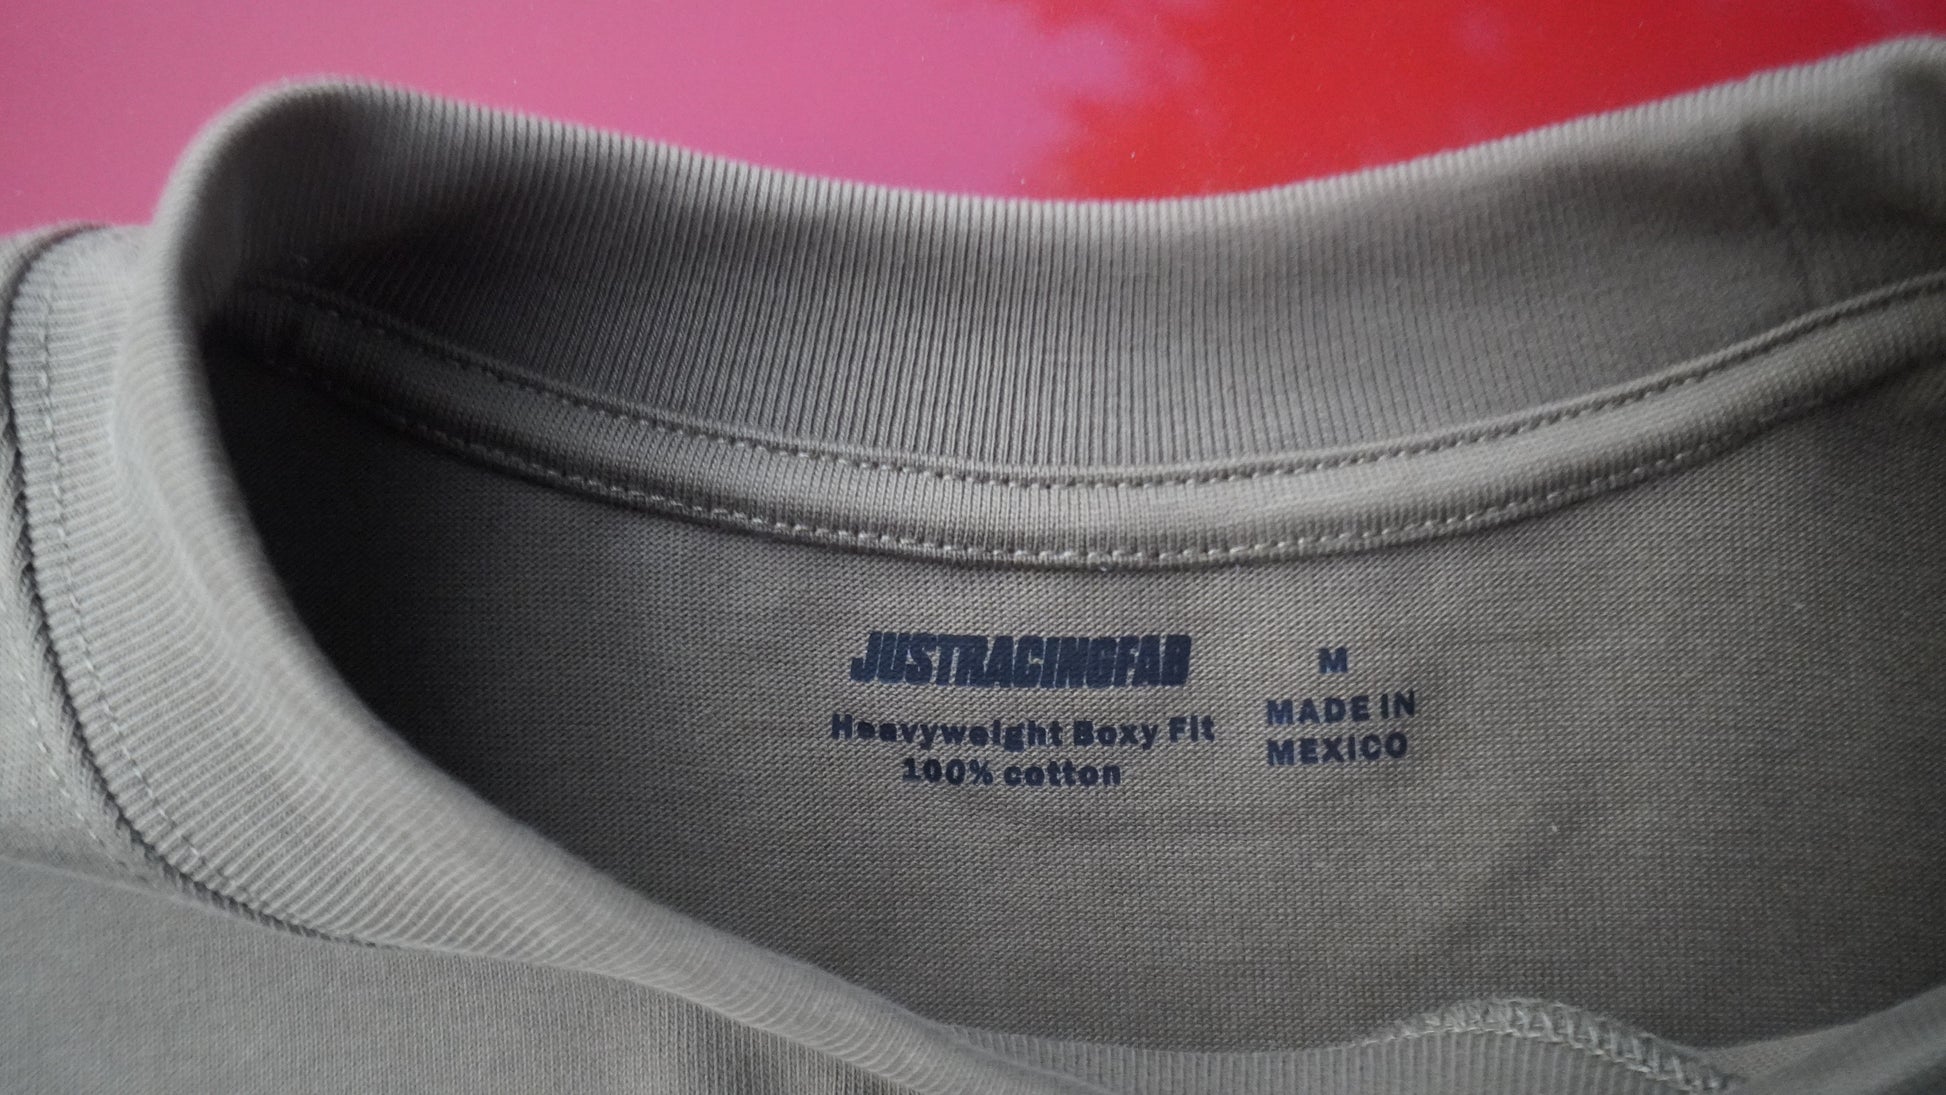 JUSTRACINGFAB
Heavyweight Boxy Fit
100% cotton
M
MADE IN
MEXICO